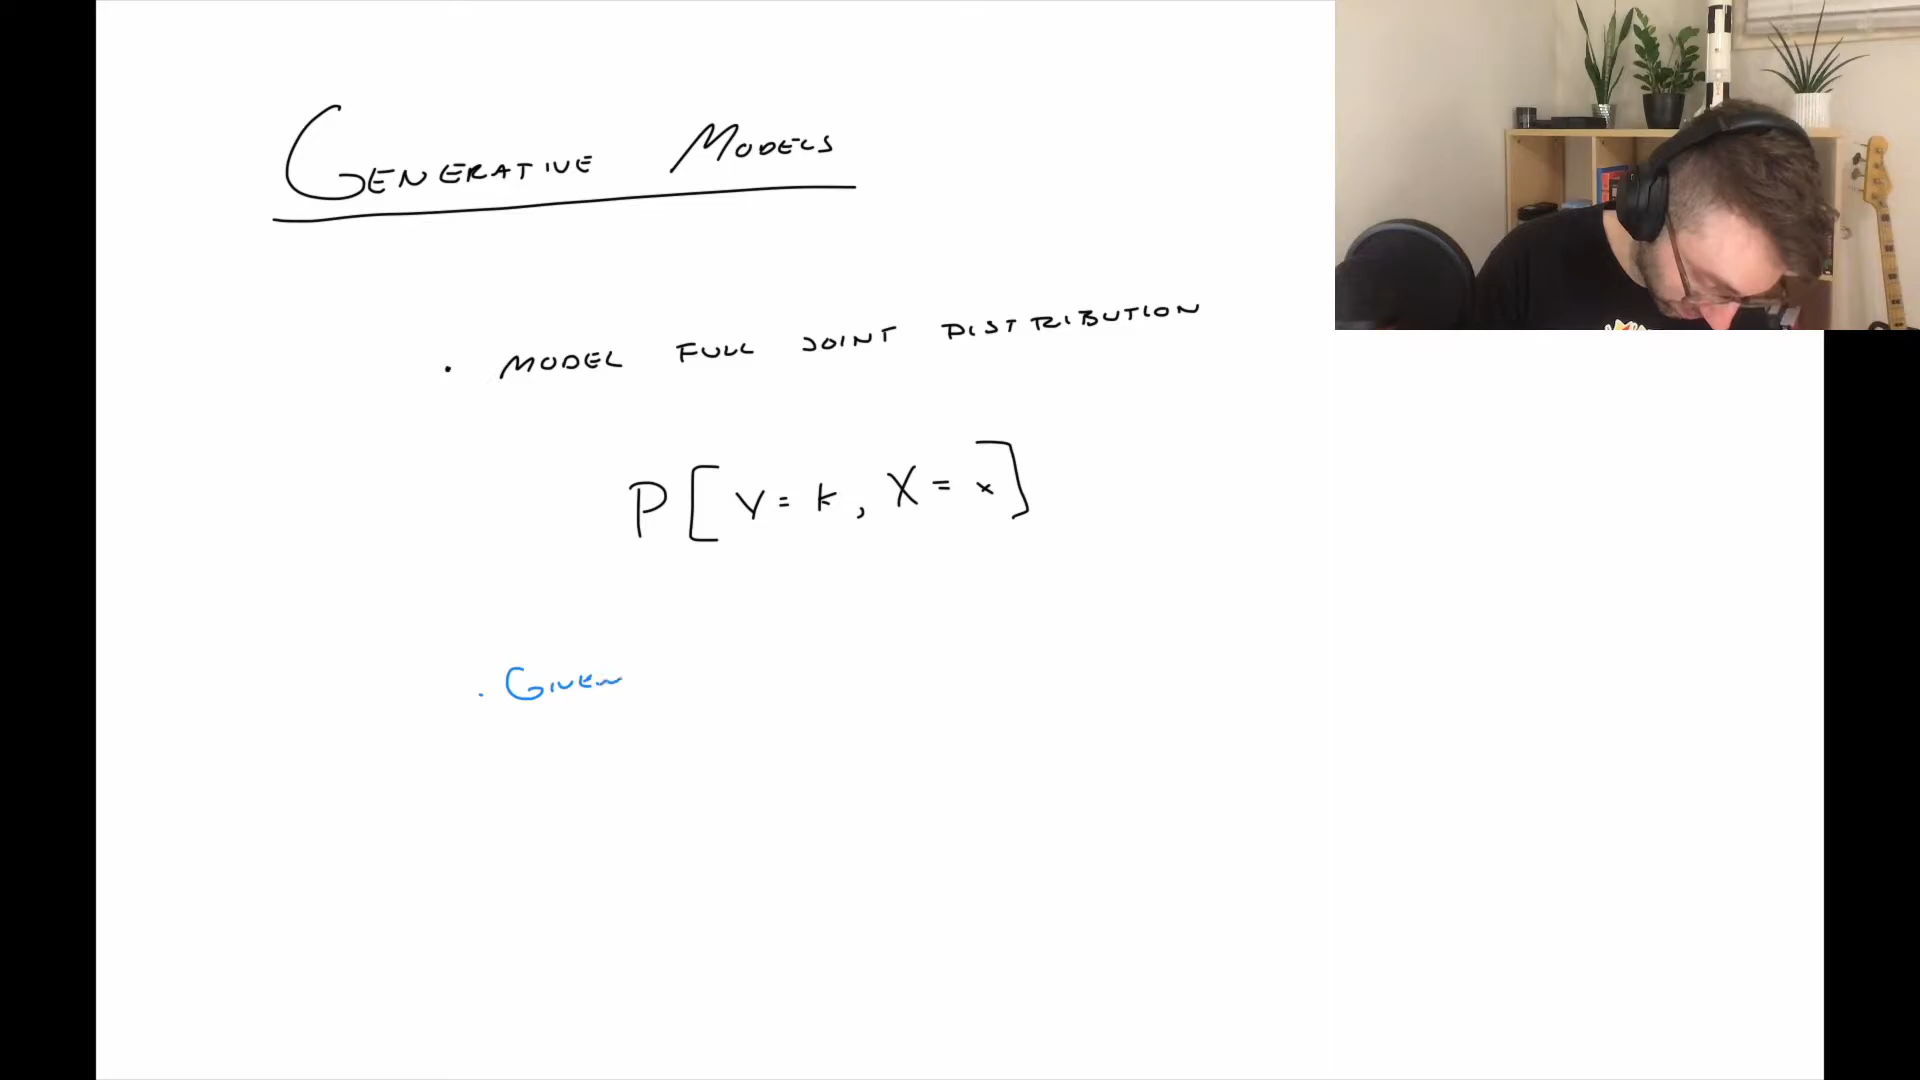 GENERATIVE MODELS
• MODEL FULL JOINT DISTRIBUTION
P[Y = k, X = x]
• GIVEN